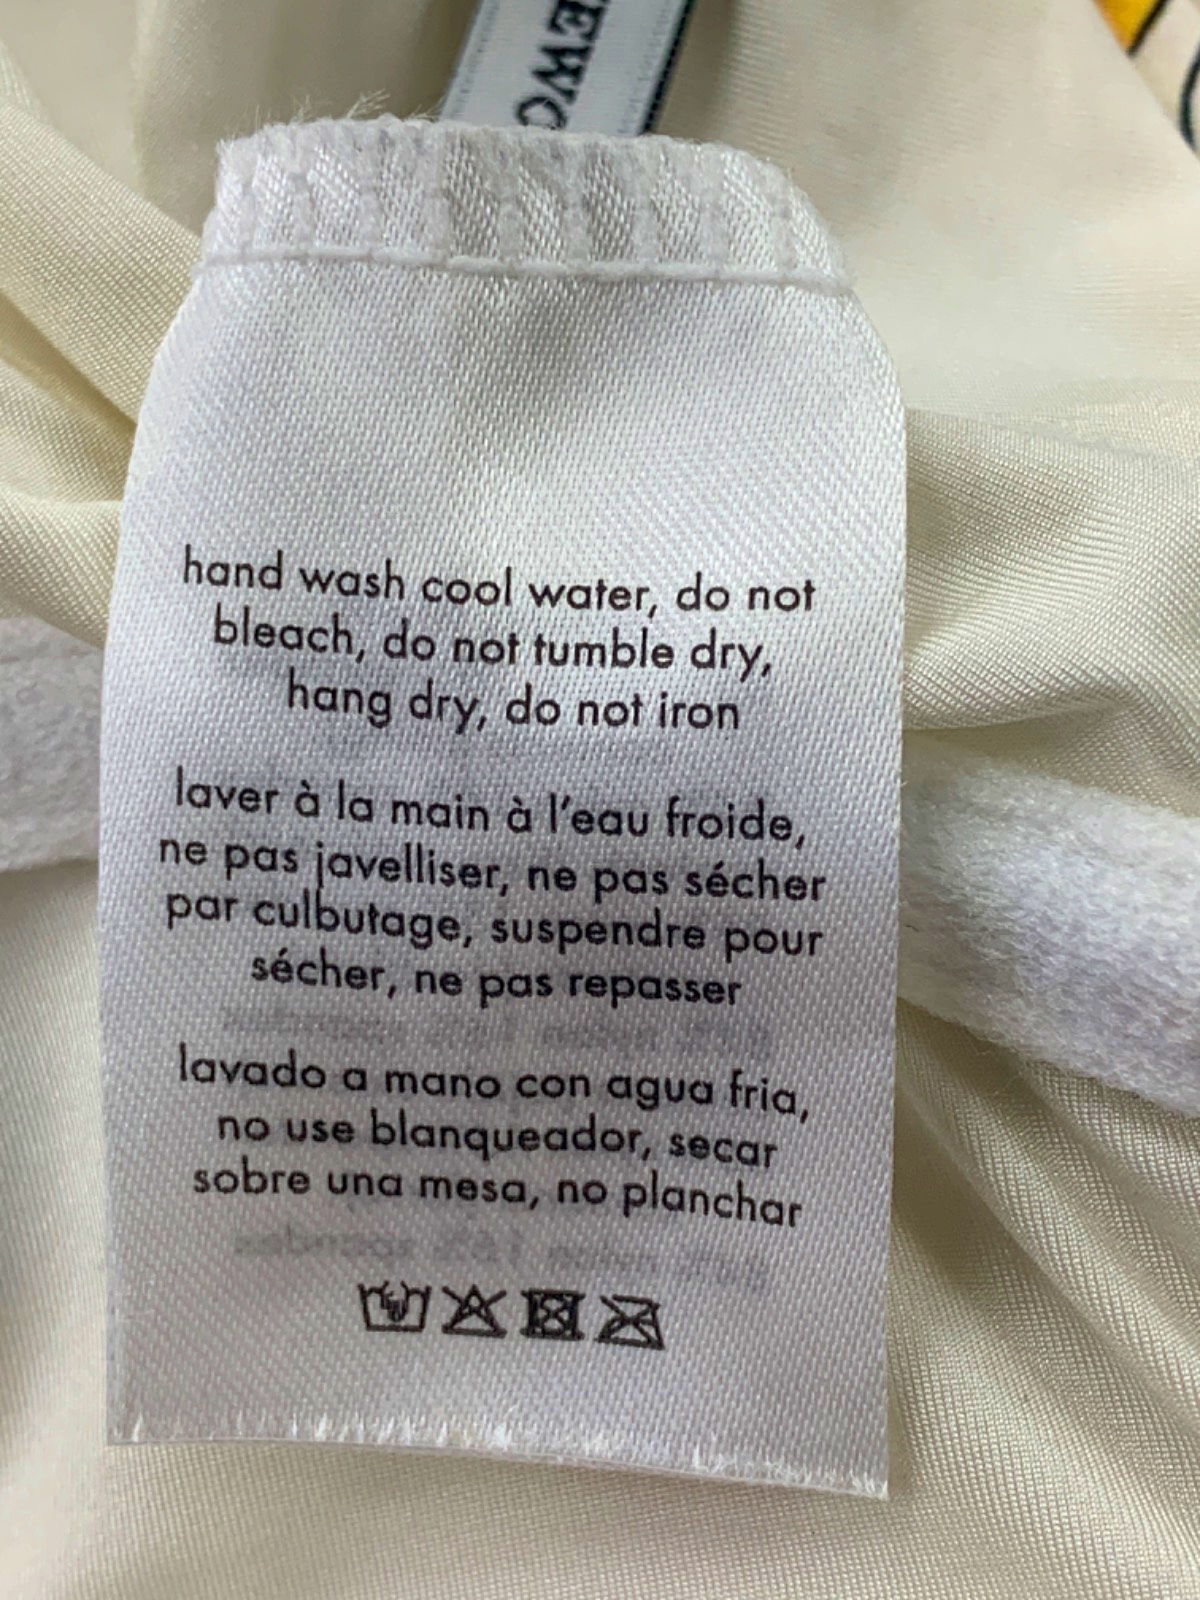 hand wash cool water, do not
bleach, do not tumble dry,
hang dry, do not iron
laver à la main à l'eau froide,
ne pas javelliser, ne pas sécher
par culbutage, suspendre pour
sécher, ne pas repasser
lavado a mano con agua fria,
no use blanqueador, secar
sobre una mesa, no planchar